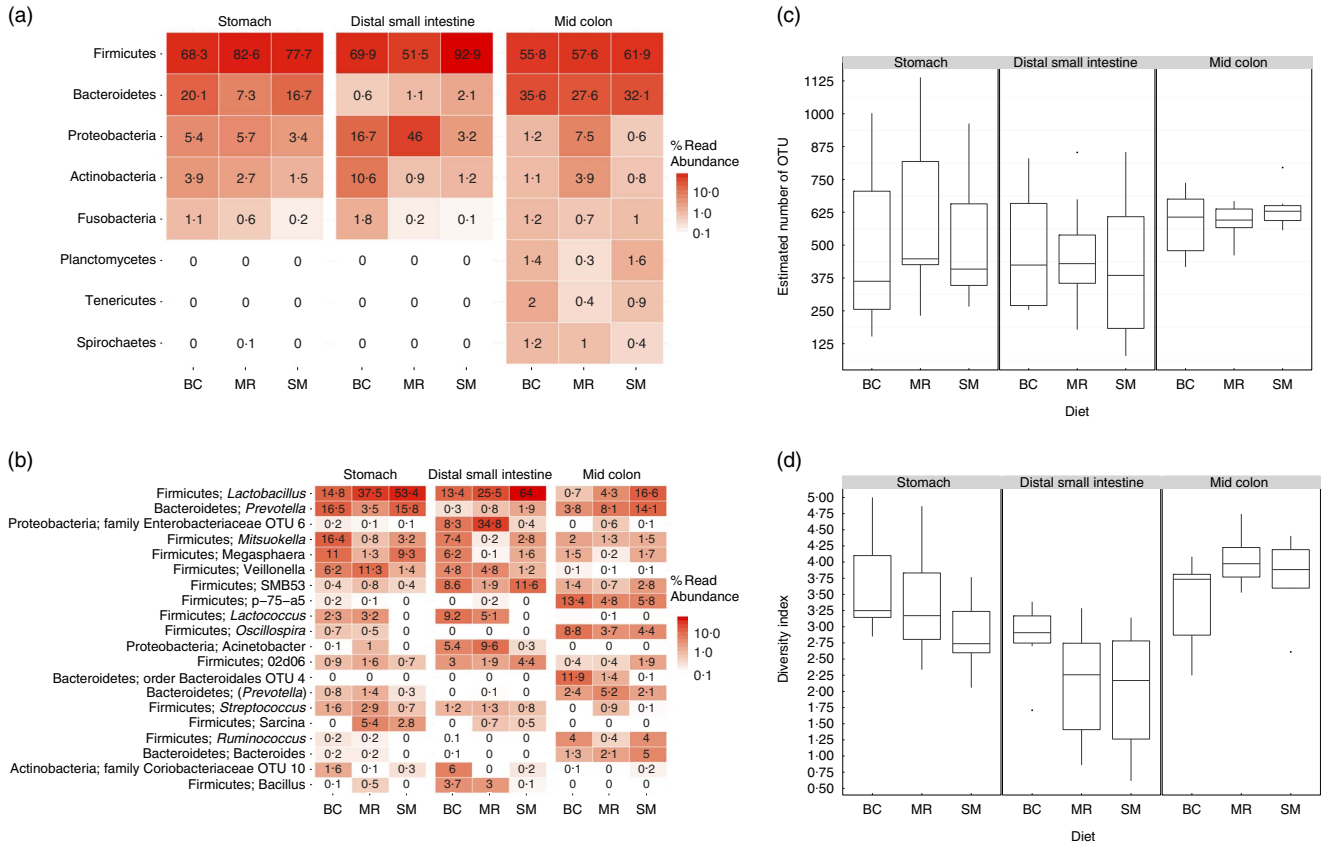 (a)
Stomach Distal small intestine Mid colon
Firmicutes 68·3 82·6 77·7 69·9 51·5 92·9 55·8 57·6 61·9
Bacteroidetes 20·1 7·3 16·7 0·6 1·1 2·1 35·6 27·6 32·1
Proteobacteria 5·4 5·7 3·4 16·7 46 3·2 1·2 7·5 0·6
Actinobacteria 3·9 2·7 1·5 10·6 0·9 1·2 1·1 3·9 0·8
Fusobacteria 1·1 0·6 0·2 1·8 0·2 0·1 1·2 0·7 1
Planctomycetes 0 0 0 0 0 0 1·4 0·3 1·6
Tenericutes 0 0 0 0 0 0 2 0·4 0·9
Spirochaetes 0 0·1 0 0 0 0 1·2 1 0·4
BC MR SM BC MR SM BC MR SM
% Read
Abundance
10·0
1·0
0·1
(b)
Stomach Distal small intestine Mid colon
Firmicutes; Lactobacillus 14·8 37·5 53·4 13·4 25·5 64 0·7 4·3 16·6
Bacteroidetes; Prevotella 16·5 3·5 15·8 0·3 0·8 1·9 3·8 8·1 14·1
Proteobacteria; family Enterobacteriaceae OTU 6 0·2 0·1 0·1 8·3 34·8 0·4 0 0·6 0·1
Firmicutes; Mitsuokella 16·4 0·8 3·2 7·4 0·2 2·8 2 1·3 1·5
Firmicutes; Megasphaera 11 1·3 9·3 6·2 0·1 1·6 1·5 0·2 1·7
Firmicutes; Veillonella 6·2 11·3 1·4 4·8 4·8 1·2 0·1 0·1 0·1
Firmicutes; SMB53 0·4 0·8 0·4 8·6 1·9 11·6 1·4 0·7 2·8
Firmicutes; p−75−a5 0·2 0·1 0 0 0·2 0 13·4 4·8 5·8
Firmicutes; Lactococcus 2·3 3·2 0 9·2 5·1 0 0 0·1 0
Firmicutes; Oscillospira 0·7 0·5 0 0 0 0 8·8 3·7 4·4
Proteobacteria; Acinetobacter 0·1 1 0 5·4 9·6 0·3 0 0 0
Firmicutes; 02d06 0·9 1·6 0·7 3 1·9 4·4 0·4 0·4 1·9
Bacteroidetes; order Bacteroidales OTU 4 0 0 0 0 0 0 11·9 1·4 0·1
Bacteroidetes; (Prevotella) 0·8 1·4 0·3 0 0·1 0 2·4 5·2 2·1
Firmicutes; Streptococcus 1·6 2·9 0·7 1·2 1·3 0·8 0 0·9 0·1
Firmicutes; Sarcina 0 5·4 2·8 0 0·7 0·5 0 0 0
Firmicutes; Ruminococcus 0·2 0·2 0 0·1 0 0 4 0·4 4
Bacteroidetes; Bacteroides 0·2 0·2 0 0·1 0 0 1·3 2·1 5
Actinobacteria; family Coriobacteriaceae OTU 10 1·6 0·1 0·3 6 0 0·2 0·1 0 0·2
Firmicutes; Bacillus 0·1 0·5 0 3·7 3 0·1 0 0 0
BC MR SM BC MR SM BC MR SM
% Read
Abundance
10·0
1·0
0·1
(c)
Stomach Distal small intestine Mid colon
Estimated number of OTU
1125
1000
875
750
625
500
375
250
125
BC MR SM BC MR SM BC MR SM
Diet
(d)
Stomach Distal small intestine Mid colon
Diversity index
5·00
4·75
4·50
4·25
4·00
3·75
3·50
3·25
3·00
2·75
2·50
2·25
2·00
1·75
1·50
1·25
1·00
0·75
0·50
BC MR SM BC MR SM BC MR SM
Diet